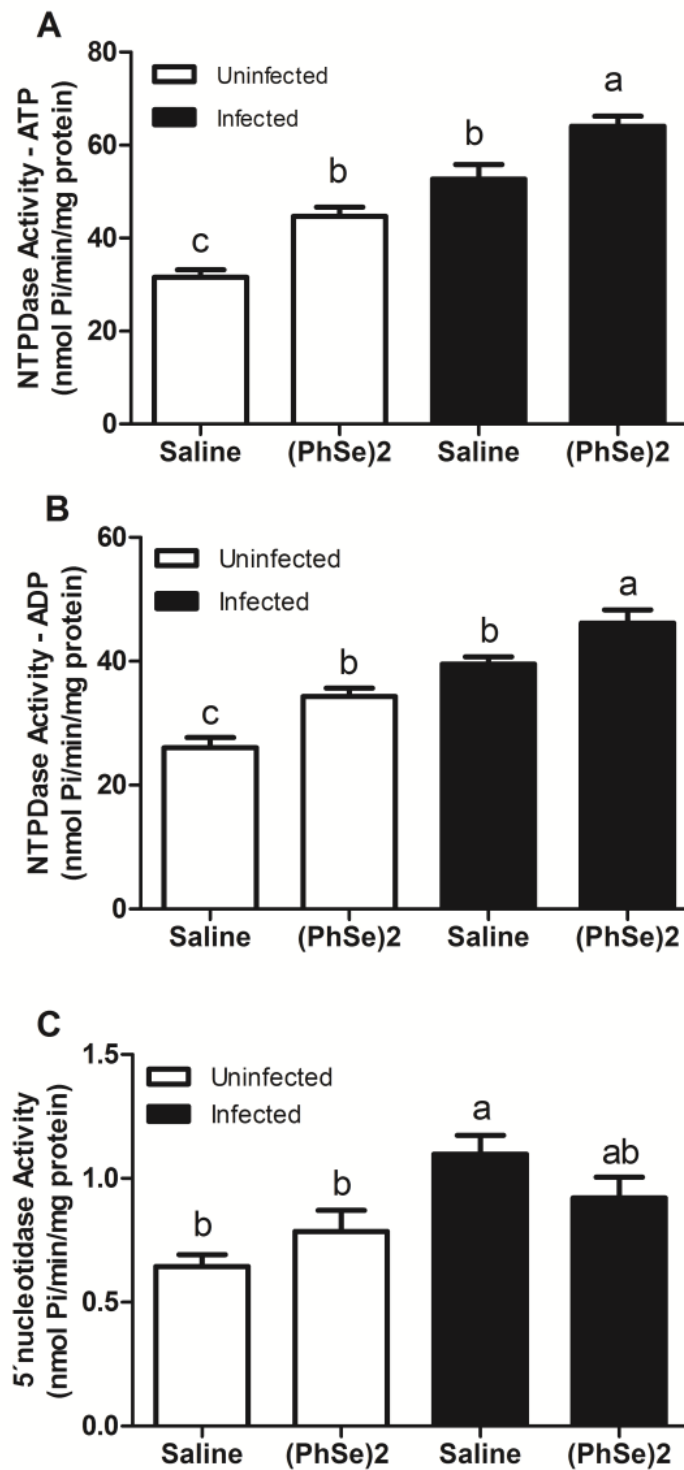 A
NTPDase Activity - ATP
(nmol Pi/min/mg protein)
80
60
40
20
0
Uninfected
Infected
c
b
b
a
Saline
(PhSe)2
Saline
(PhSe)2
B
NTPDase Activity - ADP
(nmol Pi/min/mg protein)
60
40
20
0
Uninfected
Infected
c
b
b
a
Saline
(PhSe)2
Saline
(PhSe)2
C
5´nucleotidase Activity
(nmol Pi/min/mg protein)
1.5
1.0
0.5
0.0
Uninfected
Infected
b
b
a
ab
Saline
(PhSe)2
Saline
(PhSe)2